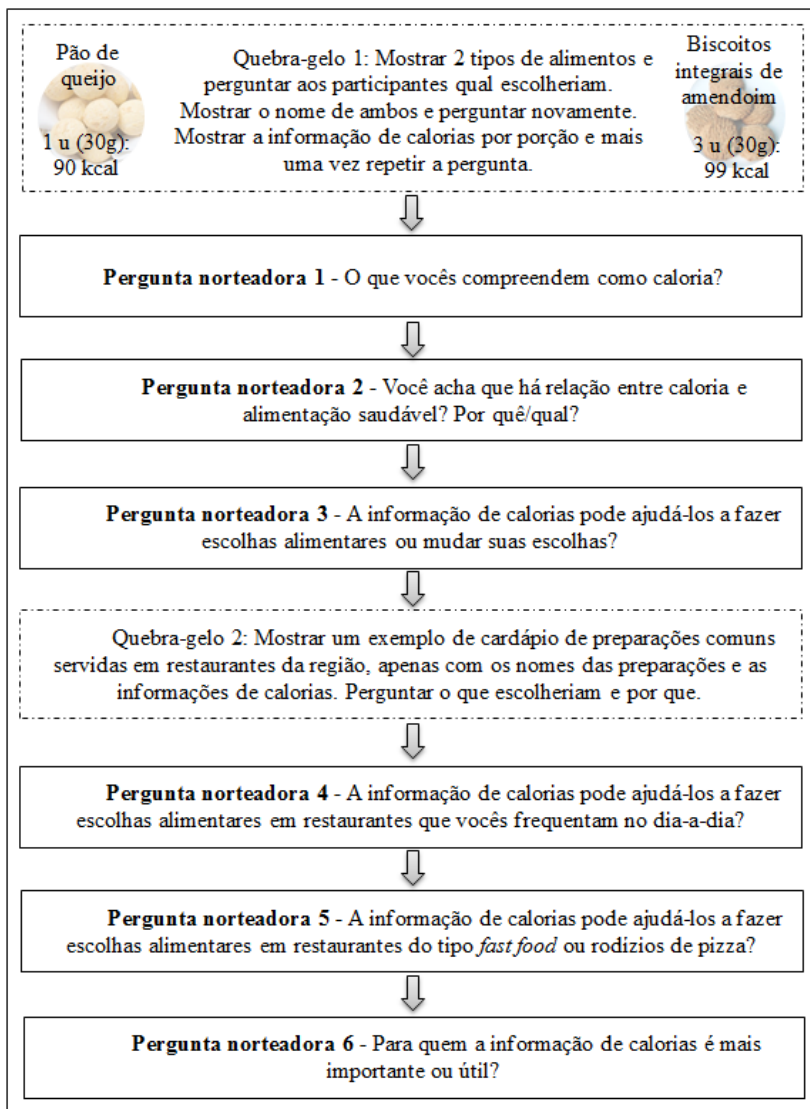 Pão de
queijo
1 u (30g):
90 kcal
Quebra-gelo 1: Mostrar 2 tipos de alimentos e
perguntar aos participantes qual escolheriam.
Mostrar o nome de ambos e perguntar novamente.
Mostrar a informação de calorias por porção e mais
uma vez repetir a pergunta.
Biscoitos
integrais de
amendoim
3 u (30g):
99 kcal
Pergunta norteadora 1 - O que vocês compreendem como caloria?
Pergunta norteadora 2 - Você acha que há relação entre caloria e
alimentação saudável? Por quê/qual?
Pergunta norteadora 3 - A informação de calorias pode ajudá-los a fazer
escolhas alimentares ou mudar suas escolhas?
Quebra-gelo 2: Mostrar um exemplo de cardápio de preparações comuns
servidas em restaurantes da região, apenas com os nomes das preparações e as
informações de calorias. Perguntar o que escolheriam e por que.
Pergunta norteadora 4 - A informação de calorias pode ajudá-los a fazer
escolhas alimentares em restaurantes que vocês frequentam no dia-a-dia?
Pergunta norteadora 5 - A informação de calorias pode ajudá-los a fazer
escolhas alimentares em restaurantes do tipo fast food ou rodízios de pizza?
Pergunta norteadora 6 - Para quem a informação de calorias é mais
importante ou útil?